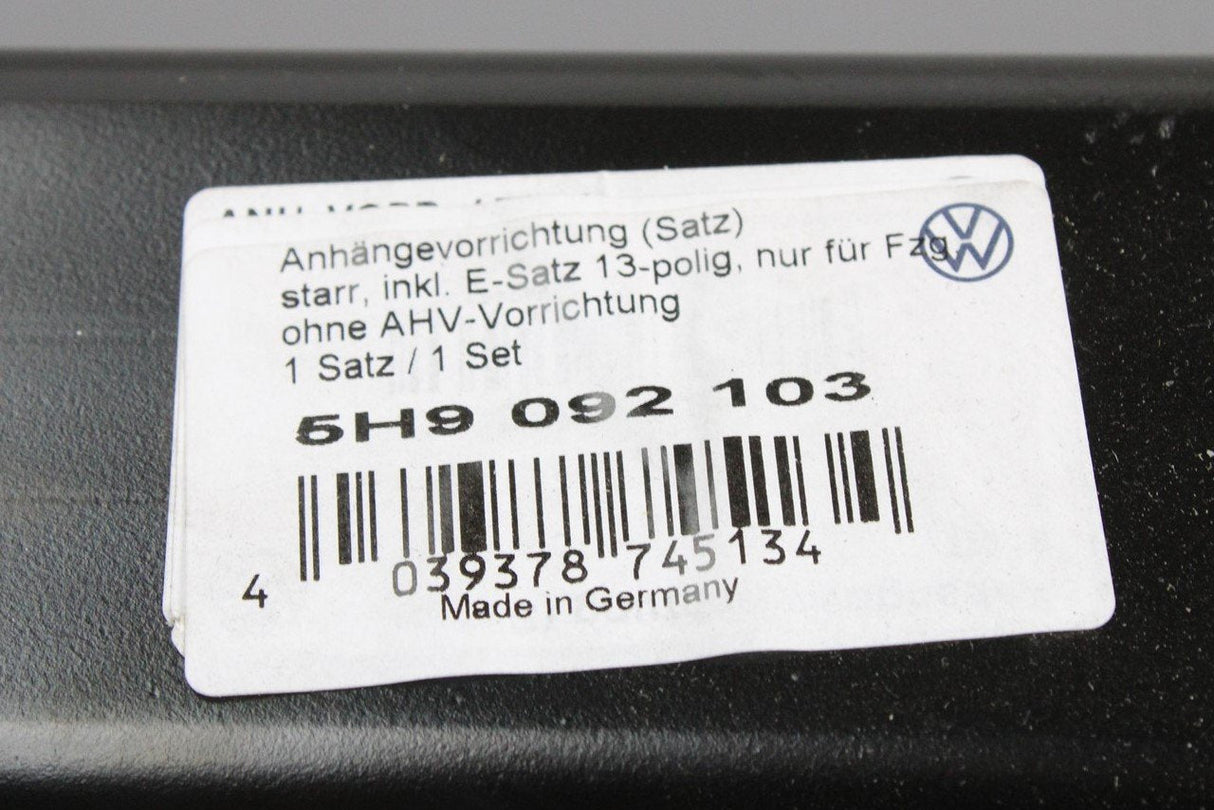 Anhängevorrichtung (Satz)
starr, inkl. E-Satz 13-polig, nur für Fzg
ohne AHV-Vorrichtung
1 Satz / 1 Set
5H9 092 103
4 039378 745134
Made in Germany